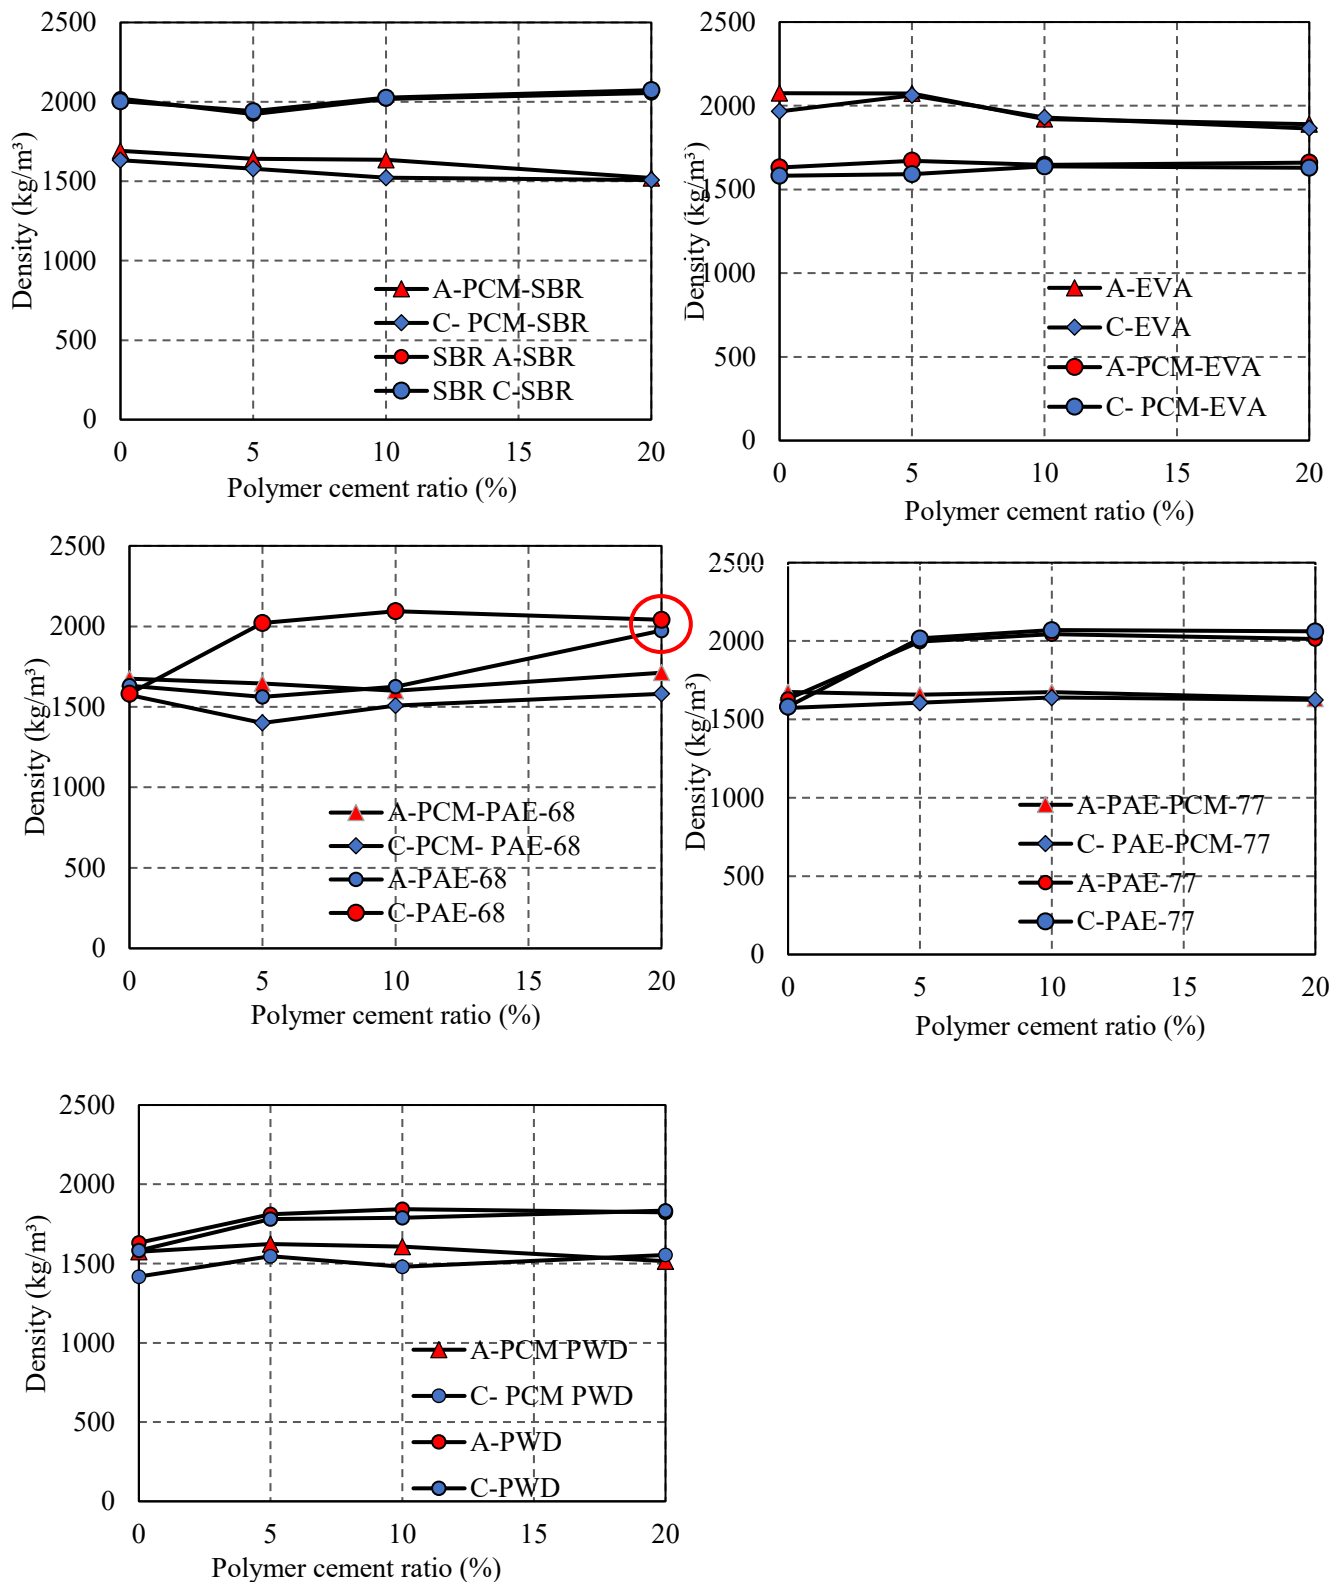 2500
2000
1500
1000
500
0
0 5 10 15 20
Density (kg/m³)
Polymer cement ratio (%)
A-PCM-SBR
C- PCM-SBR
SBR A-SBR
SBR C-SBR
2500
2000
1500
1000
500
0
0 5 10 15 20
Density (kg/m³)
Polymer cement ratio (%)
A-EVA
C-EVA
A-PCM-EVA
C- PCM-EVA
2500
2000
1500
1000
500
0
0 5 10 15 20
Density (kg/m³)
Polymer cement ratio (%)
A-PCM-PAE-68
C-PCM- PAE-68
A-PAE-68
C-PAE-68
2500
2000
1500
1000
500
0
0 5 10 15 20
Density (kg/m³)
Polymer cement ratio (%)
A-PAE-PCM-77
C- PAE-PCM-77
A-PAE-77
C-PAE-77
2500
2000
1500
1000
500
0
0 5 10 15 20
Density (kg/m³)
Polymer cement ratio (%)
A-PCM PWD
C- PCM PWD
A-PWD
C-PWD